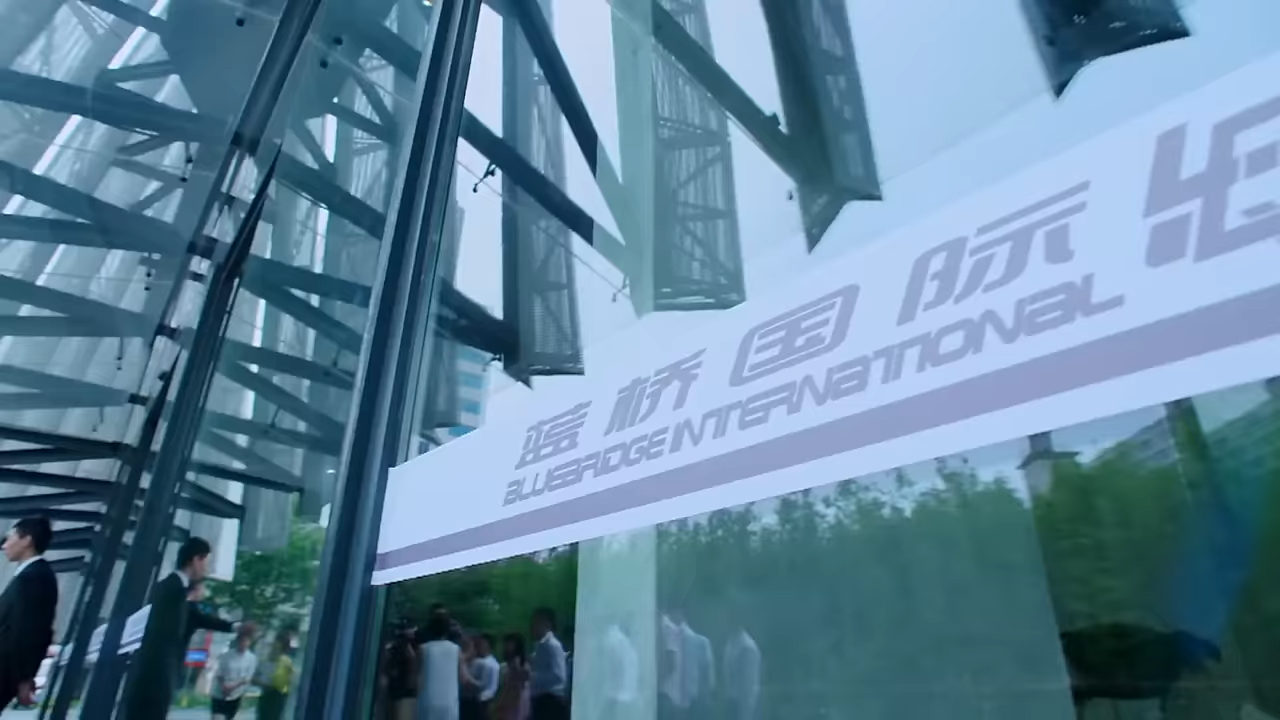 蓝桥国际
BLUEBRIDGE INTERNATIONAL